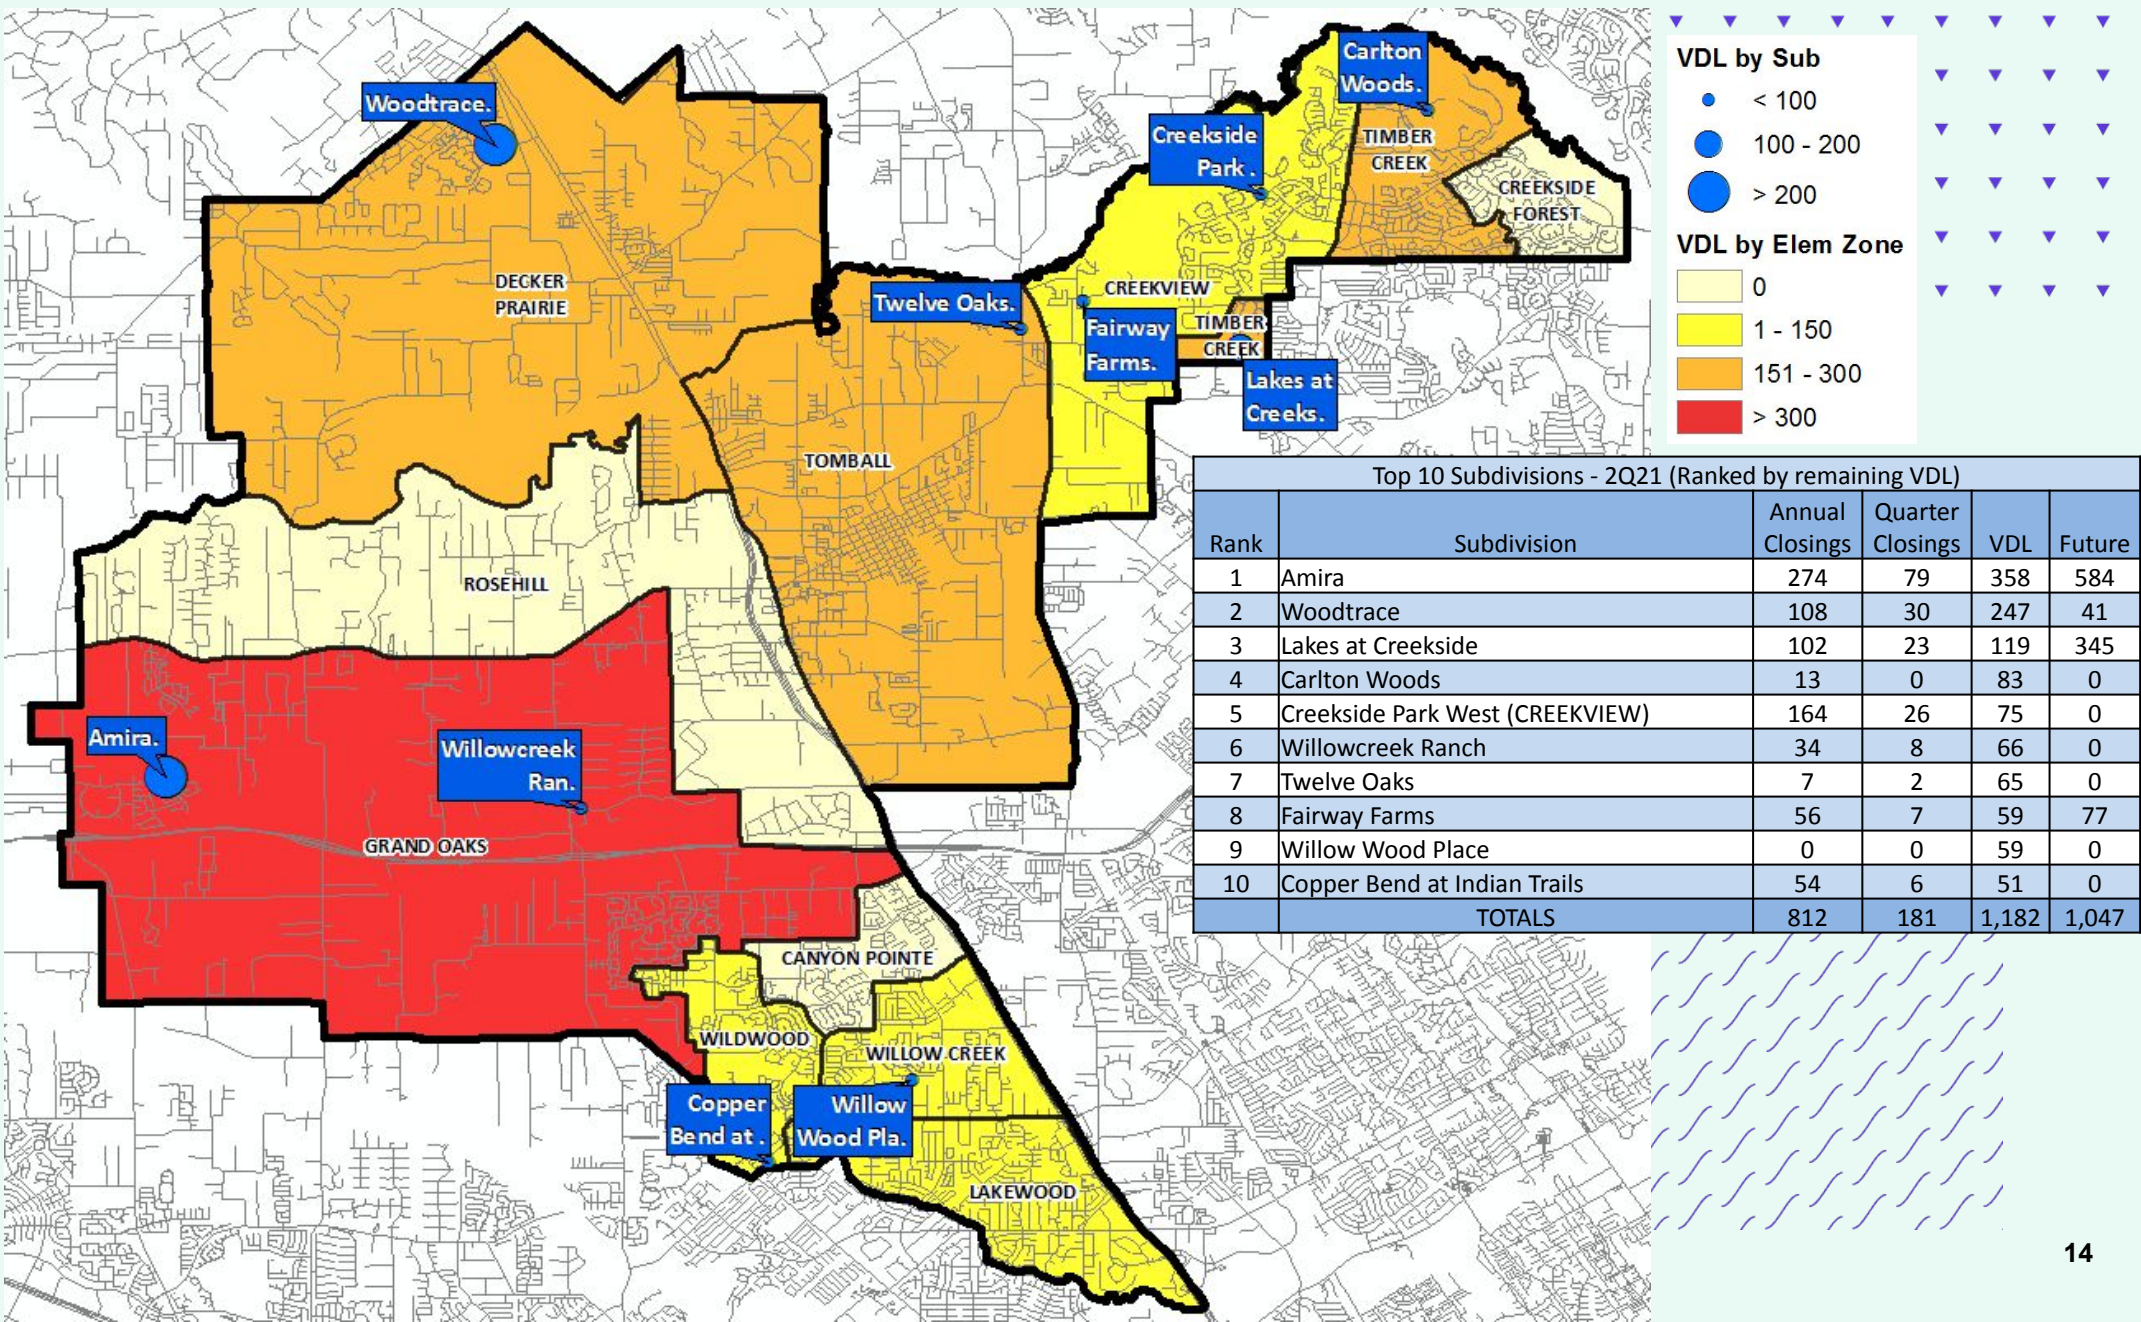 Woodtrace.
Carlton
Woods.
Creekside
Park .
TIMBER
CREEK
CREEKSIDE
FOREST
DECKER
PRAIRIE
Twelve Oaks.
CREEKVIEW
Fairway
Farms.
TIMBER
CREEK
Lakes at
Creeks.
TOMBALL
ROSEHILL
Amira.
Willowcreek
Ran.
GRAND OAKS
CANYON POINTE
WILDWOOD
WILLOW CREEK
Copper
Bend at .
Willow
Wood Pla.
LAKEWOOD
VDL by Sub
< 100
100 - 200
> 200
VDL by Elem Zone
0
1 - 150
151 - 300
> 300
Top 10 Subdivisions - 2Q21 (Ranked by remaining VDL)
Rank Subdivision Annual Closings Quarter Closings VDL Future
1 Amira 274 79 358 584
2 Woodtrace 108 30 247 41
3 Lakes at Creekside 102 23 119 345
4 Carlton Woods 13 0 83 0
5 Creekside Park West (CREEKVIEW) 164 26 75 0
6 Willowcreek Ranch 34 8 66 0
7 Twelve Oaks 7 2 65 0
8 Fairway Farms 56 7 59 77
9 Willow Wood Place 0 0 59 0
10 Copper Bend at Indian Trails 54 6 51 0
TOTALS 812 181 1,182 1,047
14